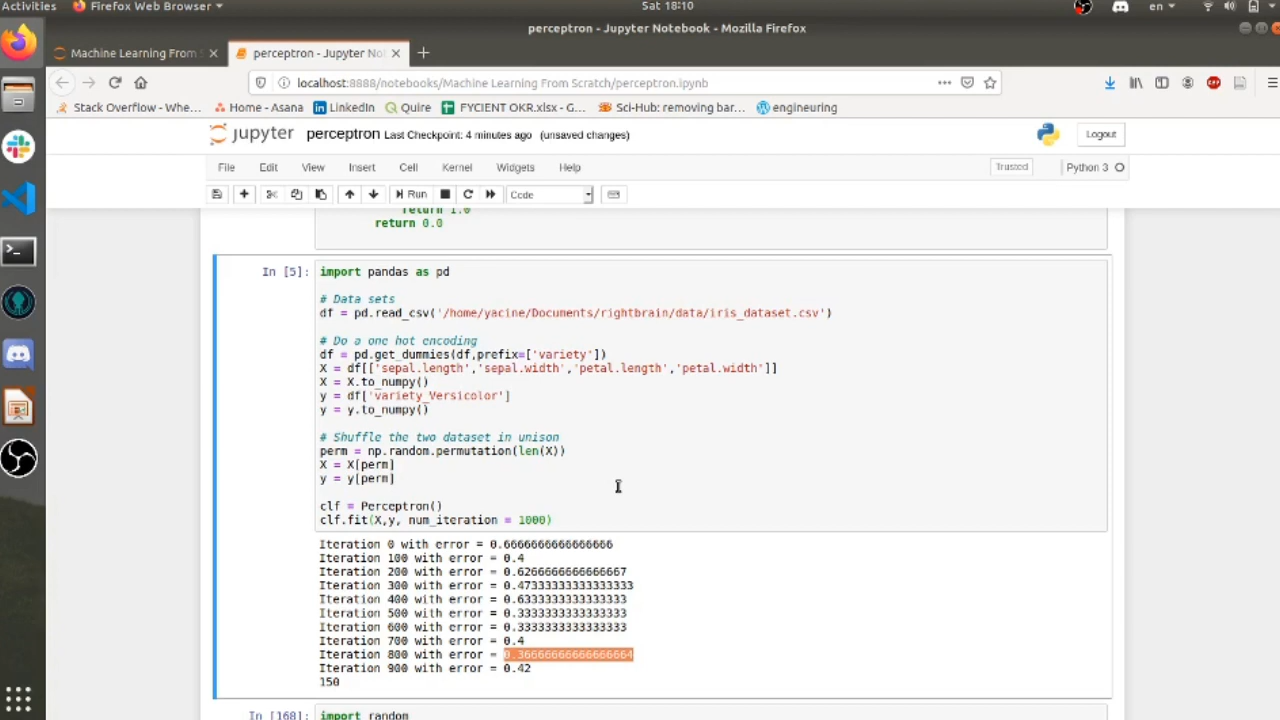 Activities Firefox Web Browser Sat 18:10 en
perceptron - Jupyter Notebook - Mozilla Firefox
Machine Learning From S perceptron - Jupyter No
localhost:8888/notebooks/Machine Learning From Scratch/perceptron.ipynb
Stack Overflow - Whe... Home - Asana LinkedIn Quire FYCIENT OKR.xlsx - G... Sci-Hub: removing bar... engineering
jupyter perceptron Last Checkpoint: 4 minutes ago (unsaved changes) Logout
File Edit View Insert Cell Kernel Widgets Help Trusted Python 3
Run Code
return 1.0
return 0.0
In [5]: import pandas as pd
# Data sets
df = pd.read_csv('/home/yacine/Documents/rightbrain/data/iris_dataset.csv')
# Do a one hot encoding
df = pd.get_dummies(df,prefix=['variety'])
X = df[['sepal.length','sepal.width','petal.length','petal.width']]
X = X.to_numpy()
y = df['variety_Versicolor']
y = y.to_numpy()
# Shuffle the two dataset in unison
perm = np.random.permutation(len(X))
X = X[perm]
y = y[perm]
clf = Perceptron()
clf.fit(X,y, num_iteration = 1000)
Iteration 0 with error = 0.6666666666666666
Iteration 100 with error = 0.4
Iteration 200 with error = 0.6266666666666667
Iteration 300 with error = 0.47333333333333333
Iteration 400 with error = 0.6333333333333333
Iteration 500 with error = 0.3333333333333333
Iteration 600 with error = 0.3333333333333333
Iteration 700 with error = 0.4
Iteration 800 with error = 0.36666666666666664
Iteration 900 with error = 0.42
150
In [168]: import random